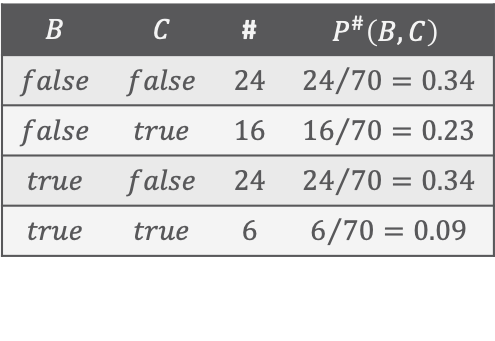 B C # P#(B, C)
false false 24 24/70 = 0.34
false true 16 16/70 = 0.23
true false 24 24/70 = 0.34
true true 6 6/70 = 0.09